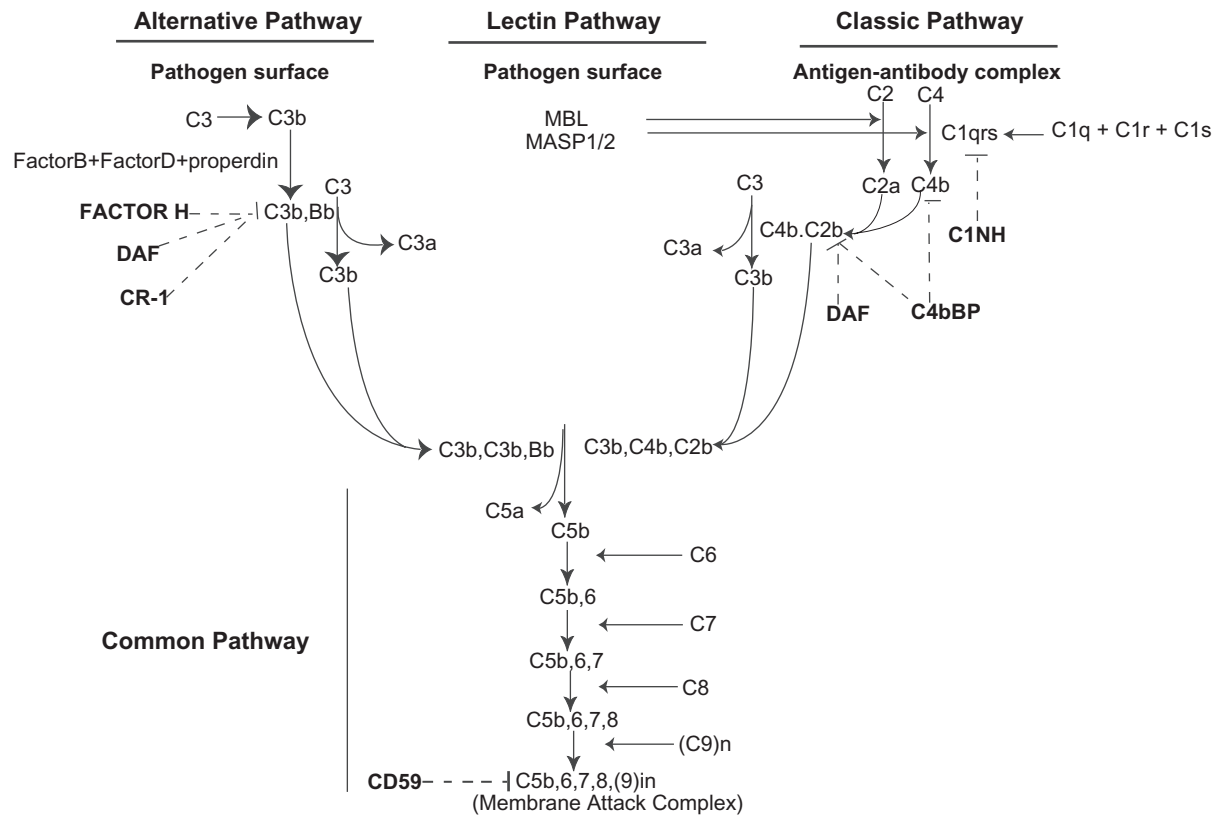 Alternative Pathway
Lectin Pathway
Classic Pathway
Pathogen surface
Pathogen surface
Antigen-antibody complex
C2
C4
C3
C3b
MBL
MASP1/2
C1qrs
C1q + C1r + C1s
FactorB+FactorD+properdin
C3
C3
C2a
C4b
FACTOR H
C3b,Bb
C4b.C2b
C1NH
DAF
C3a
C3a
CR-1
C3b
C3b
DAF
C4bBP
C3b,C3b,Bb
C3b,C4b,C2b
C5a
C5b
C6
C5b,6
C7
Common Pathway
C5b,6,7
C8
C5b,6,7,8
(C9)n
CD59
C5b,6,7,8,(9)in
(Membrane Attack Complex)